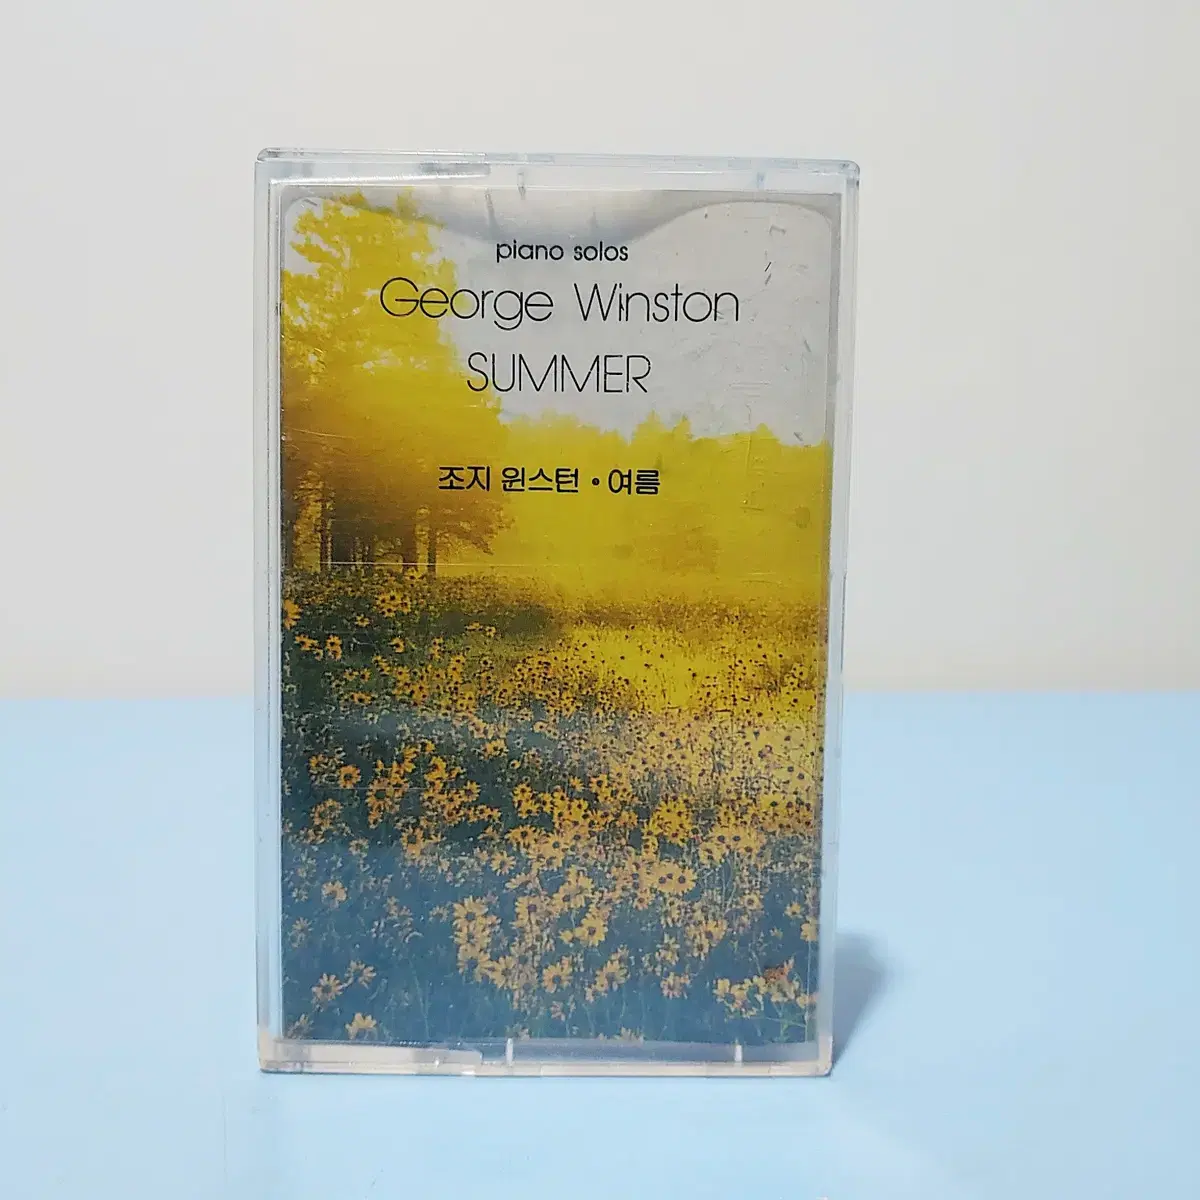 piano solos
George Winston
SUMMER
조지 윈스턴 • 여름